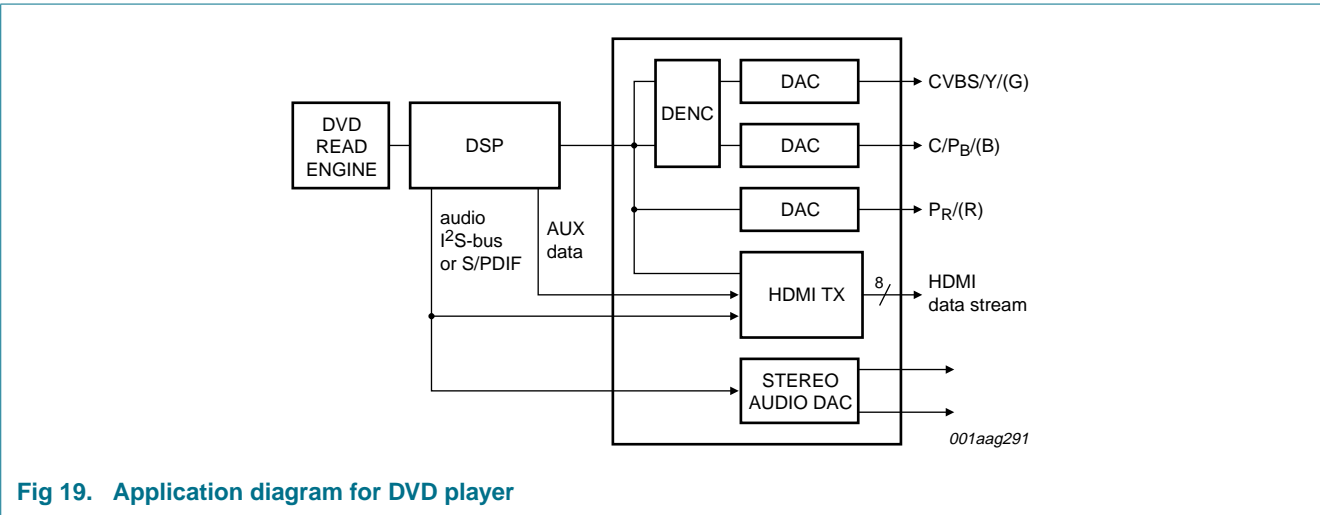 DVD
READ
ENGINE
DSP
audio
I2S-bus
or S/PDIF
AUX
data
DENC
DAC
CVBS/Y/(G)
DAC
C/PB/(B)
DAC
PR/(R)
HDMI TX
8
HDMI
data stream
STEREO
AUDIO DAC
001aag291
Fig 19. Application diagram for DVD player